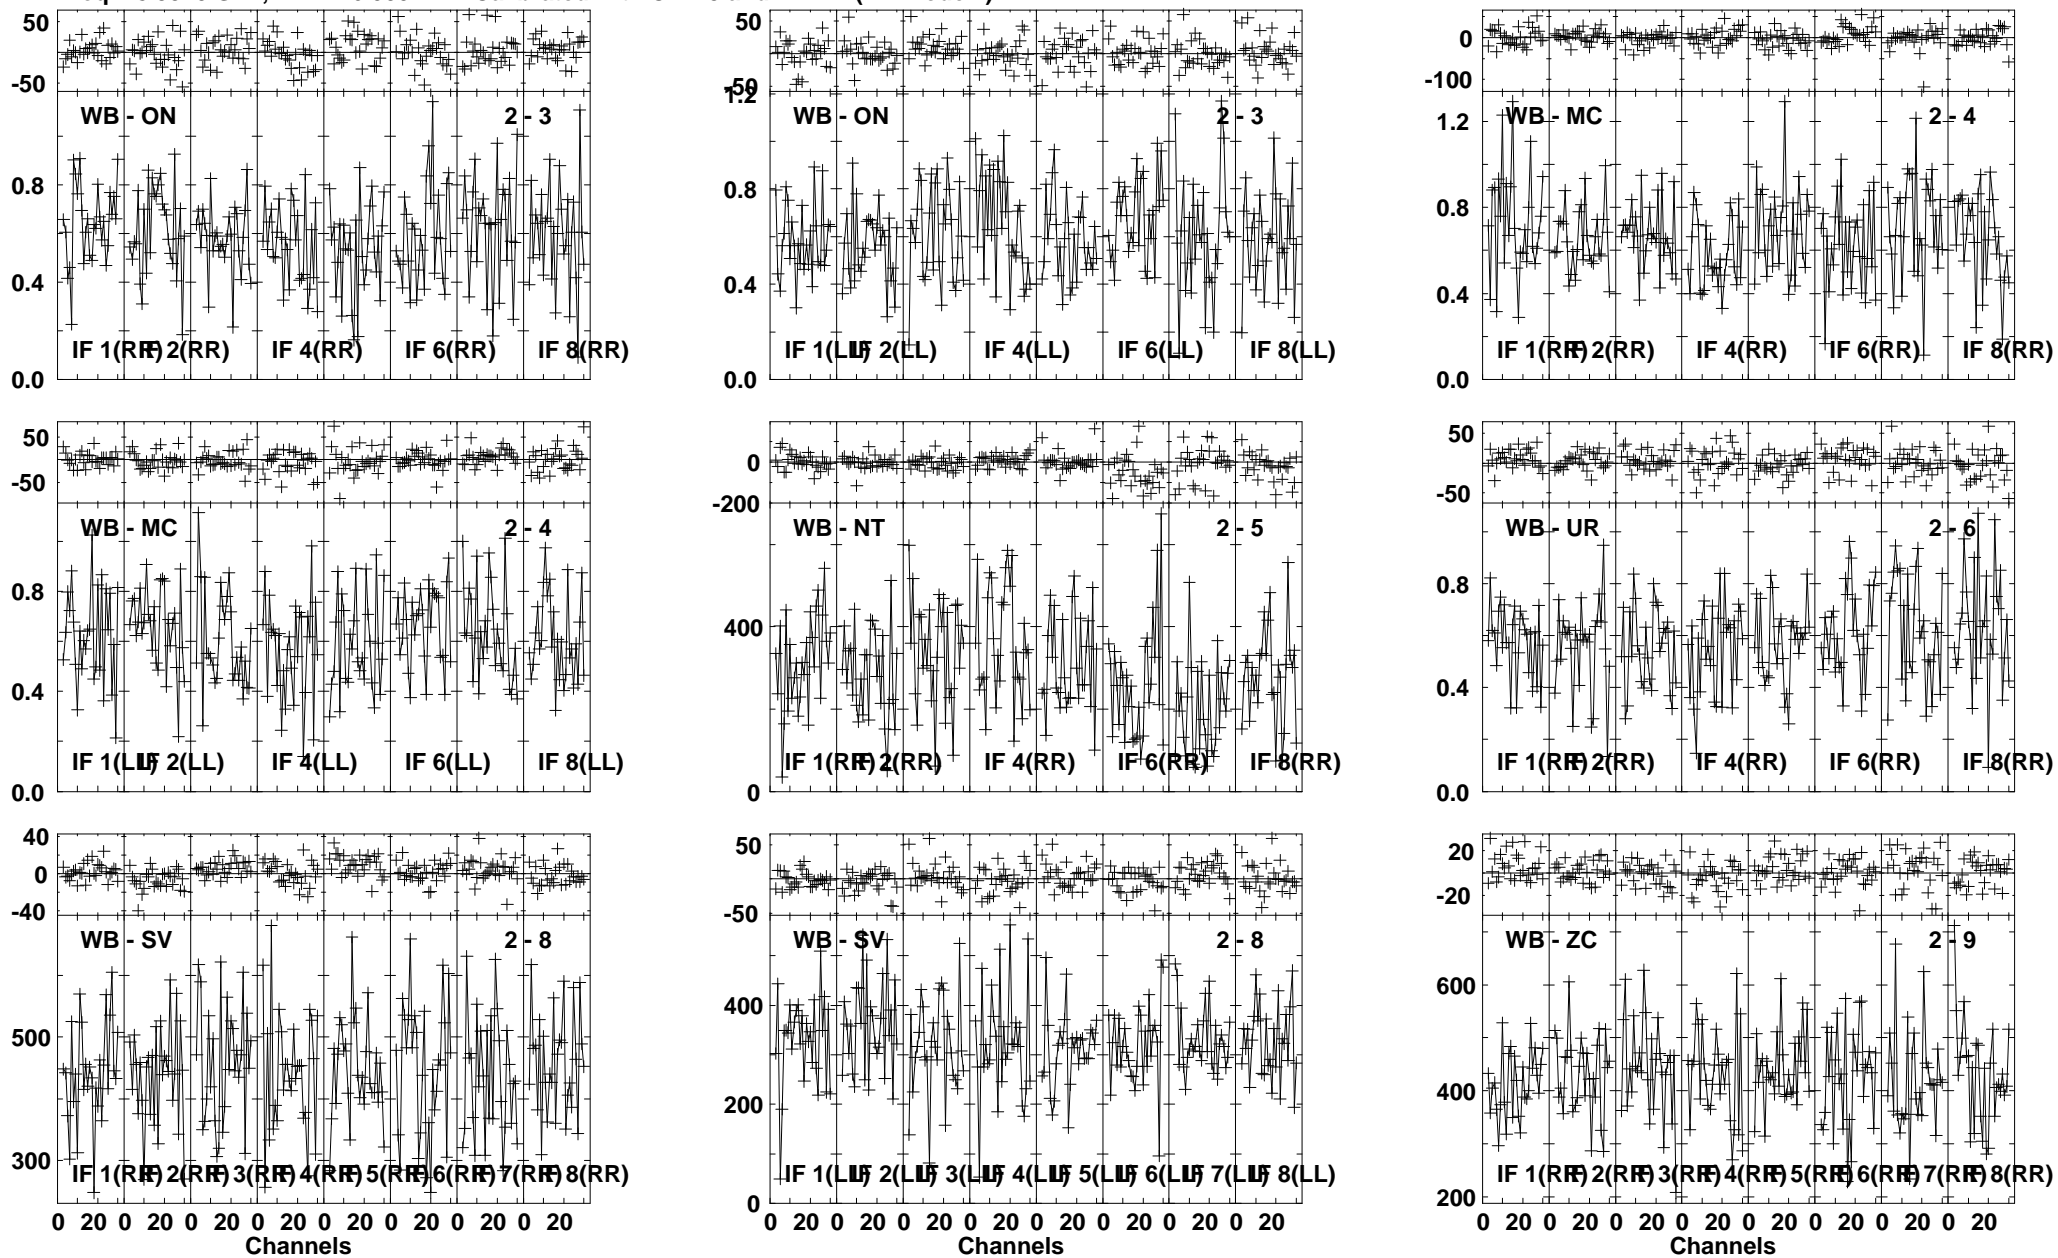 50
-50
WB - ON 2 - 3
0.8
0.4
0.0
IF 1(RR) IF 2(RR) IF 4(RR) IF 6(RR) IF 8(RR)
50
-50
1.2
WB - ON 2 - 3
0.8
0.4
0.0
IF 1(LL) IF 2(LL) IF 4(LL) IF 6(LL) IF 8(LL)
0
-100
1.2
WB - MC 2 - 4
0.8
0.4
0.0
IF 1(RR) IF 2(RR) IF 4(RR) IF 6(RR) IF 8(RR)
50
-50
WB - MC 2 - 4
0.8
0.4
0.0
IF 1(LL) IF 2(LL) IF 4(LL) IF 6(LL) IF 8(LL)
0
-200
WB - NT 2 - 5
400
0
IF 1(RR) IF 2(RR) IF 4(RR) IF 6(RR) IF 8(RR)
50
-50
WB - UR 2 - 6
0.8
0.4
0.0
IF 1(RR) IF 2(RR) IF 4(RR) IF 6(RR) IF 8(RR)
40
0
-40
WB - SV 2 - 8
500
300
IF 1(RR) IF 2(RR) IF 3(RR) IF 4(RR) IF 5(RR) IF 6(RR) IF 7(RR) IF 8(RR)
0 20 0 20 0 20 0 20 0 20 0 20 0 20 0 20
Channels
50
-50
WB - SV 2 - 8
400
200
0
IF 1(LL) IF 2(LL) IF 3(LL) IF 4(LL) IF 5(LL) IF 6(LL) IF 7(LL) IF 8(LL)
0 20 0 20 0 20 0 20 0 20 0 20 0 20 0 20
Channels
20
-20
WB - ZC 2 - 9
600
400
200
IF 1(RR) IF 2(RR) IF 3(RR) IF 4(RR) IF 5(RR) IF 6(RR) IF 7(RR) IF 8(RR)
0 20 0 20 0 20 0 20 0 20 0 20 0 20 0 20
Channels